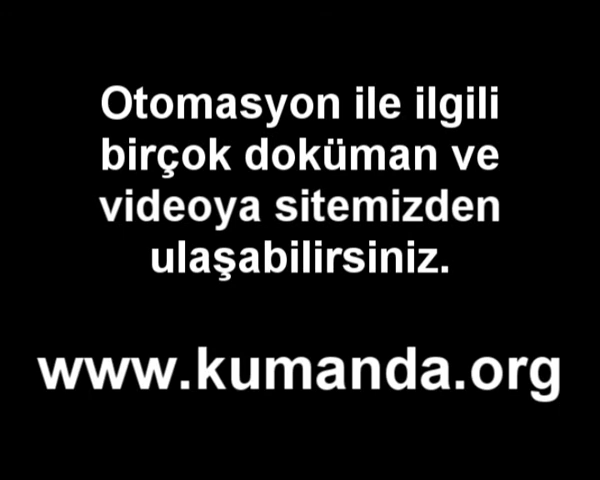 Otomasyon ile ilgili
birçok doküman ve
videoya sitemizden
ulaşabilirsiniz.
www.kumanda.org